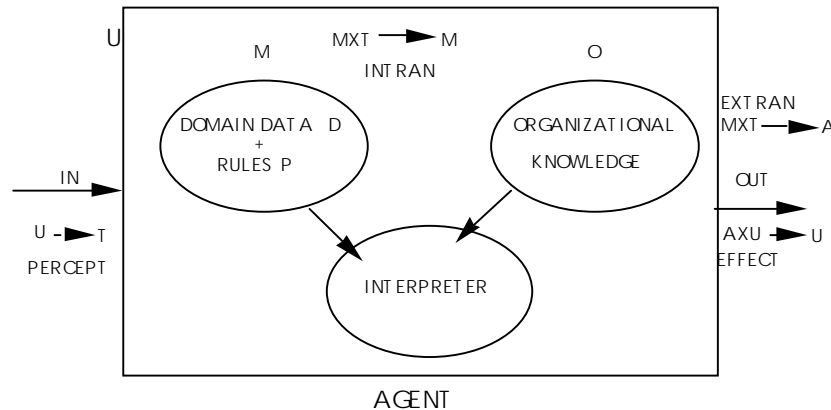 U
M
MXT → M
INTRAN
O
DOMAIN DATA D
+
RULES P
ORGANIZATIONAL
KNOWLEDGE
EXTRAN
MXT → A
IN
U → T
PERCEPT
OUT
AXU → U
EFFECT
INTERPRETER
AGENT